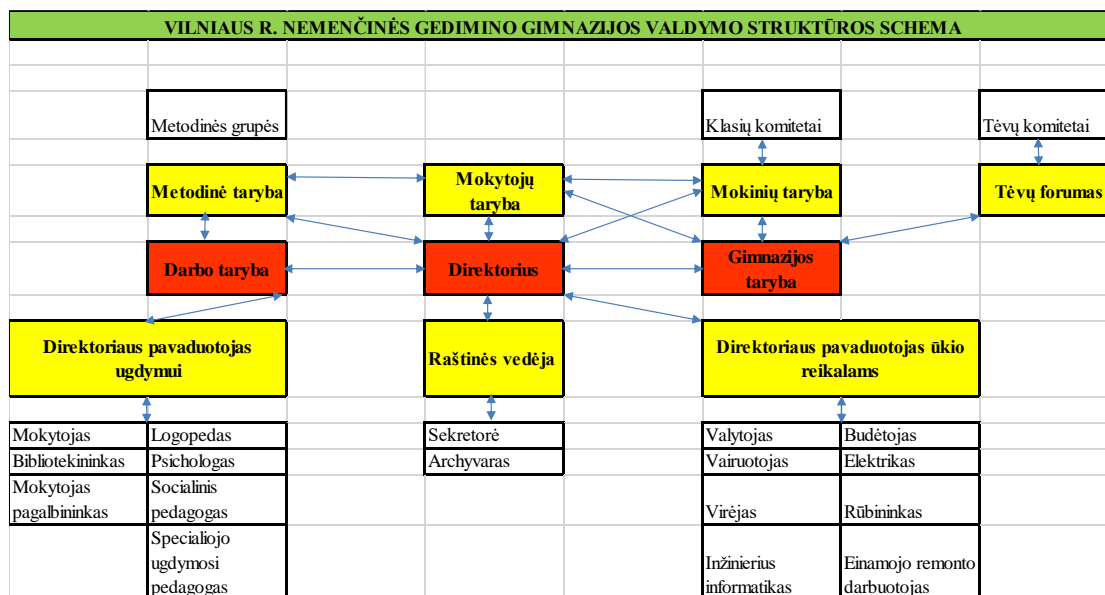 VILNIAUS R. NEMENČINĖS GEDIMINO GIMNAZIJOS VALDYMO STRUKTŪROS SCHEMA
Metodinės grupės
Klasių komitetai
Tėvų komitetai
Metodinė taryba
Mokytojų
taryba
Mokinių taryba
Tėvų forumas
Darbo taryba
Direktorius
Gimnazijos
taryba
Direktoriaus pavaduotojas
ugdymui
Raštinės vedėja
Direktoriaus pavaduotojas ūkio
reikalams
Mokytojas
Logopedas
Sekretorė
Valytojas
Budėtojas
Bibliotekininkas
Psichologas
Archyvaras
Vairuotojas
Elektrikas
Mokytojas
pagalbininkas
Socialinis
pedagogas
Virėjas
Rūbininkas
Specialiojo
ugdymosi
pedagogas
Inžinierius
informatikas
Einamojo remonto
darbuotojas